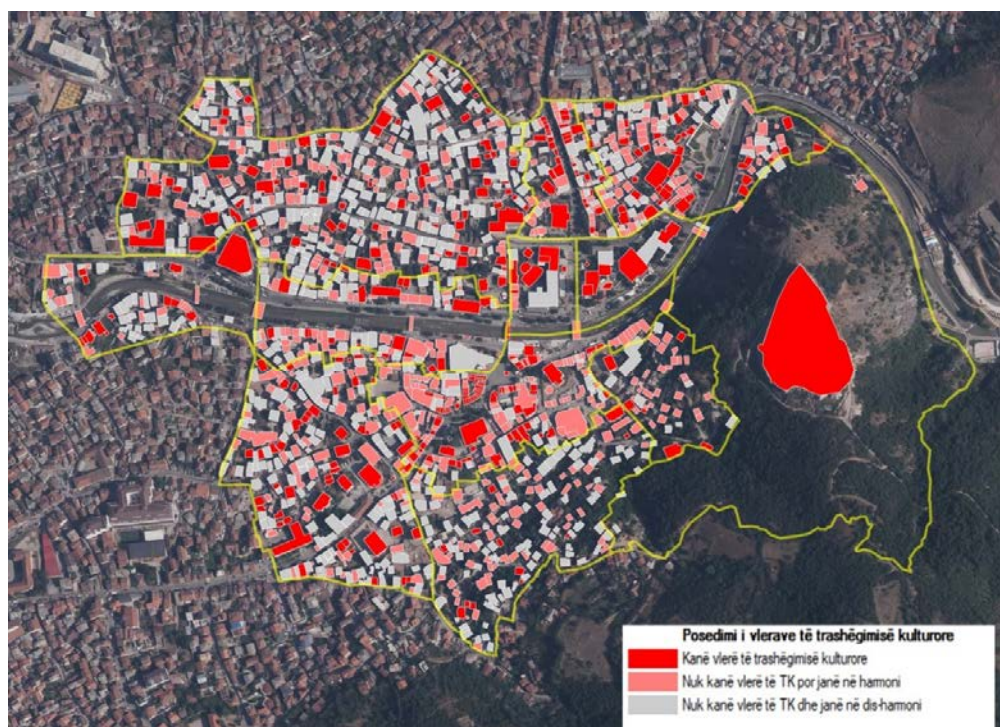 Posedimi i vlerave të trashëgimisë kulturore
Kanë vlerë të trashëgimisë kulturore
Nuk kanë vlerë të TK por janë në harmoni
Nuk kanë vlerë të TK dhe janë në dis-harmoni